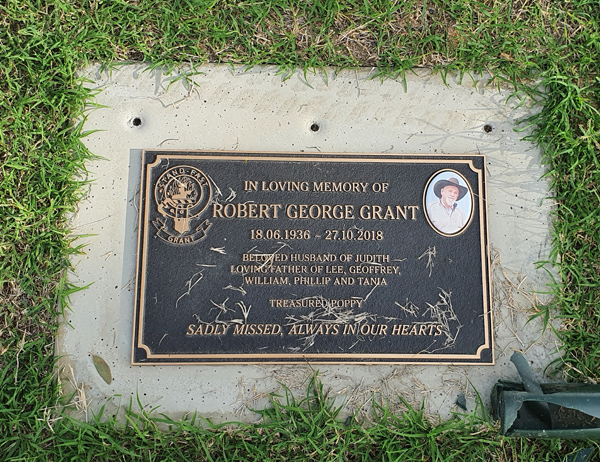 STAND FAST
GRANT
IN LOVING MEMORY OF
ROBERT GEORGE GRANT
18.06.1936 ~ 27.10.2018
BELOVED HUSBAND OF JUDITH
LOVING FATHER OF LEE, GEOFFREY,
WILLIAM, PHILLIP AND TANIA
TREASURED POPPY
SADLY MISSED, ALWAYS IN OUR HEARTS